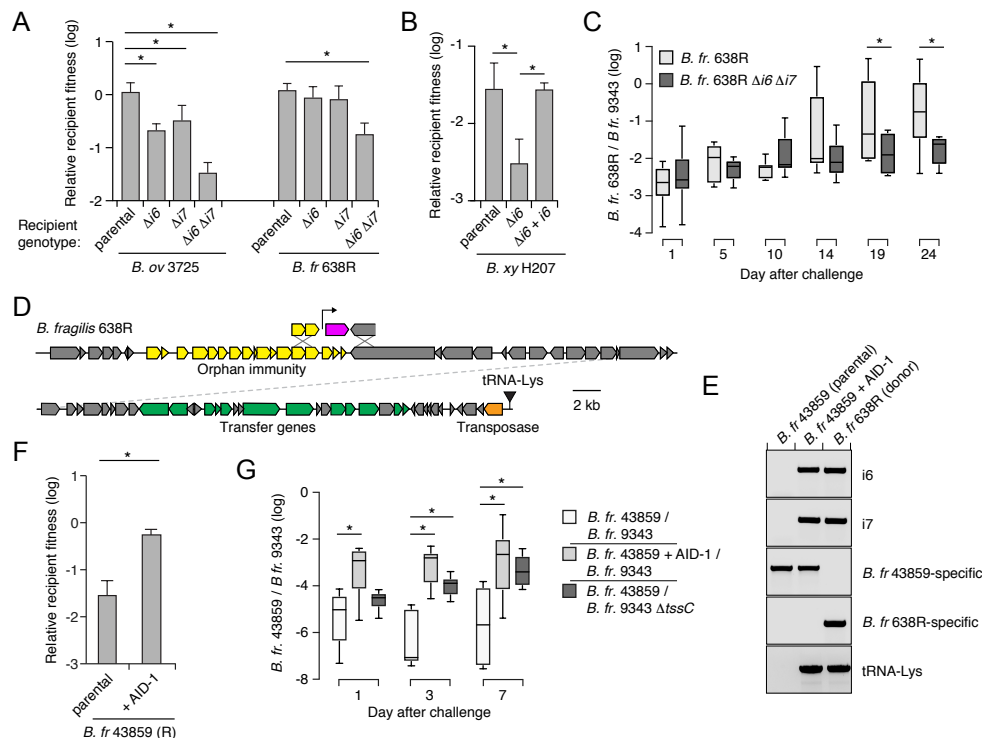 A
Relative recipient fitness (log)
1
0
-1
-2
*
*
*
*
Recipient
genotype:
parental
Δi6
Δi7
Δi6 Δi7
parental
Δi6
Δi7
Δi6 Δi7
B. ov 3725
B. fr 638R
B
Relative recipient fitness (log)
-1
-2
-3
*
*
parental
Δi6
Δi6 + i6
B. xy H207
C
B. fr. 638R / B fr. 9343 (log)
1
0
-1
-2
-3
-4
B. fr. 638R
B. fr. 638R Δi6 Δi7
*
*
1
5
10
14
19
24
Day after challenge
D
B. fragilis 638R
Orphan immunity
tRNA-Lys
2 kb
Transfer genes
Transposase
E
B. fr 43859 (parental)
B. fr 43859 + AID-1
B. fr 638R (donor)
i6
i7
B. fr 43859-specific
B. fr 638R-specific
tRNA-Lys
F
Relative recipient fitness (log)
1
0
-1
-2
-3
*
parental
+ AID-1
B. fr 43859 (R)
G
B. fr. 43859 / B fr. 9343 (log)
0
-2
-4
-6
-8
*
*
*
*
*
1
3
7
Day after challenge
B. fr. 43859 /
B. fr. 9343
B. fr. 43859 + AID-1 /
B. fr. 9343
B. fr. 43859 /
B. fr. 9343 ΔtssC